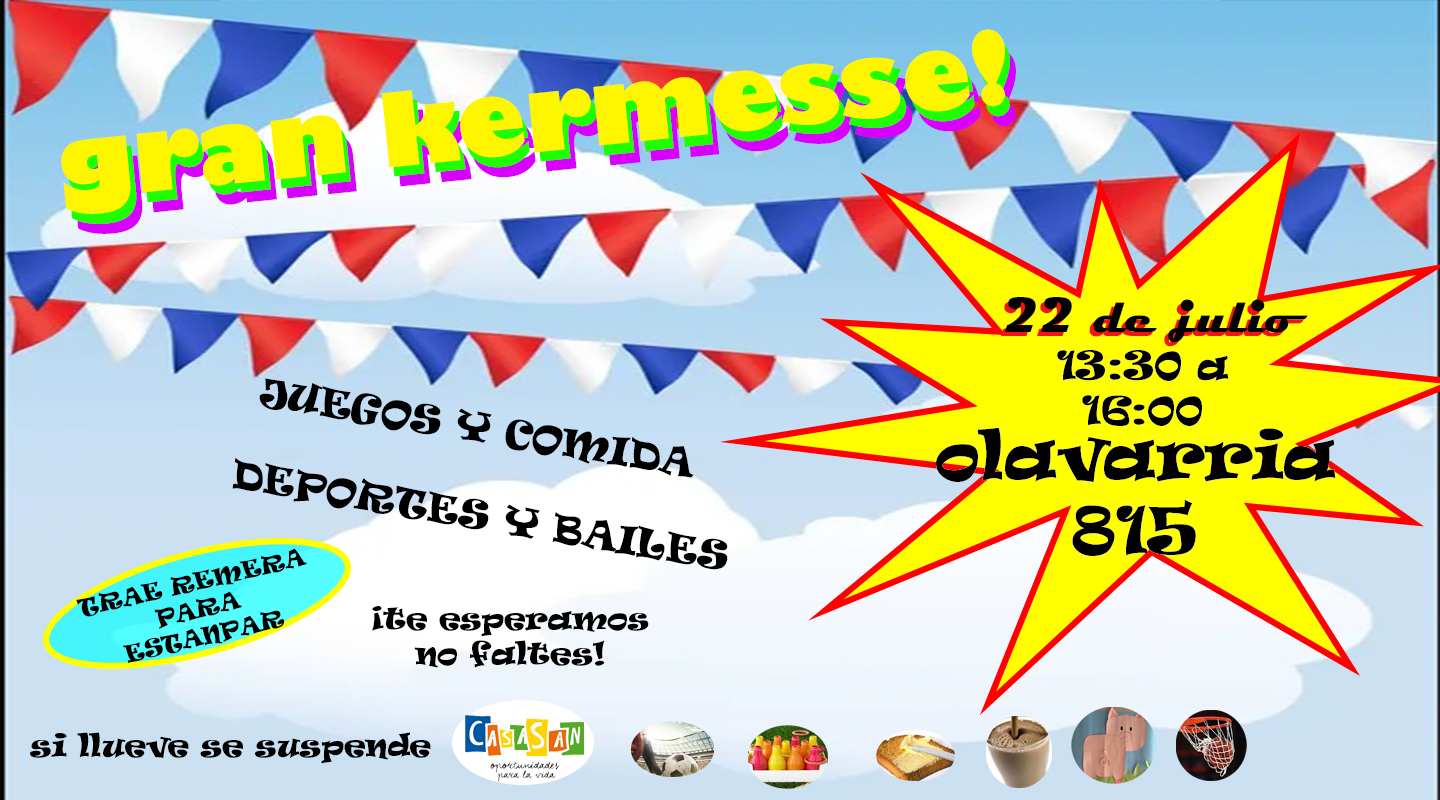 gran kermesse!
22 de julio
13:30 a
16:00
olavarria
815
JUEGOS Y COMIDA
DEPORTES Y BAILES
TRAE REMERA
PARA
ESTANPAR
¡te esperamos
no faltes!
si llueve se suspende
CASASAN
oportunidades
para la vida